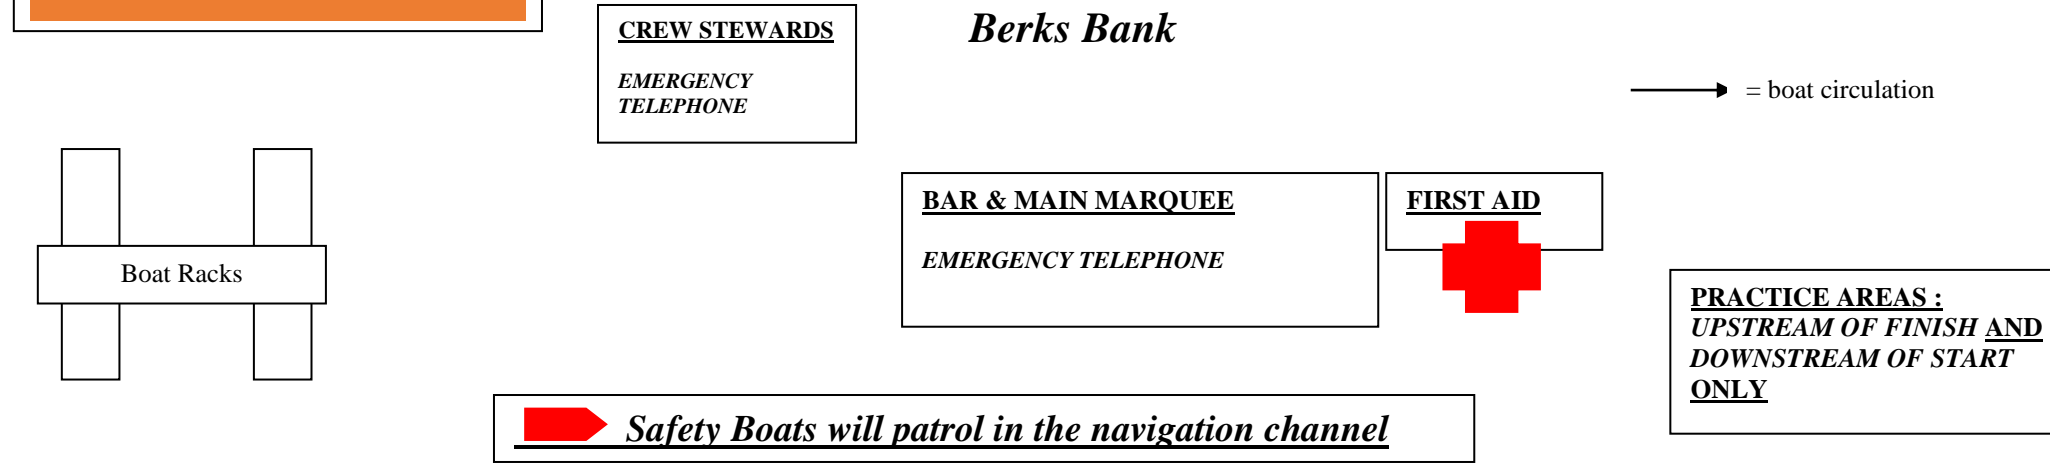 CREW STEWARDS
EMERGENCY
TELEPHONE
Berks Bank
= boat circulation
Boat Racks
BAR & MAIN MARQUEE
EMERGENCY TELEPHONE
FIRST AID
PRACTICE AREAS :
UPSTREAM OF FINISH AND
DOWNSTREAM OF START
ONLY
Safety Boats will patrol in the navigation channel